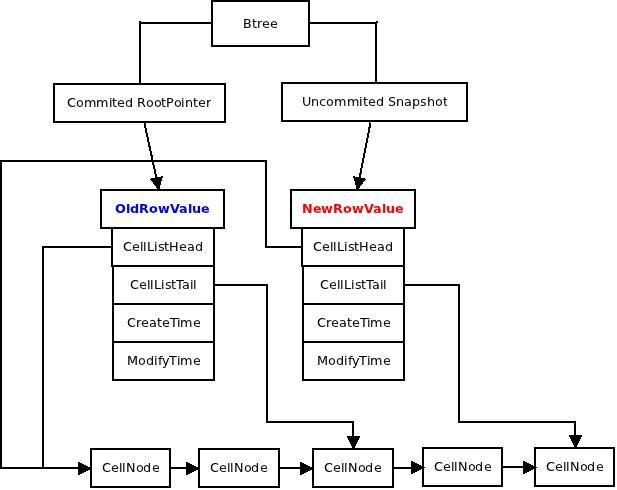 Btree
Commited RootPointer
Uncommited Snapshot
OldRowValue
NewRowValue
CellListHead
CellListHead
CellListTail
CellListTail
CreateTime
CreateTime
ModifyTime
ModifyTime
CellNode
CellNode
CellNode
CellNode
CellNode